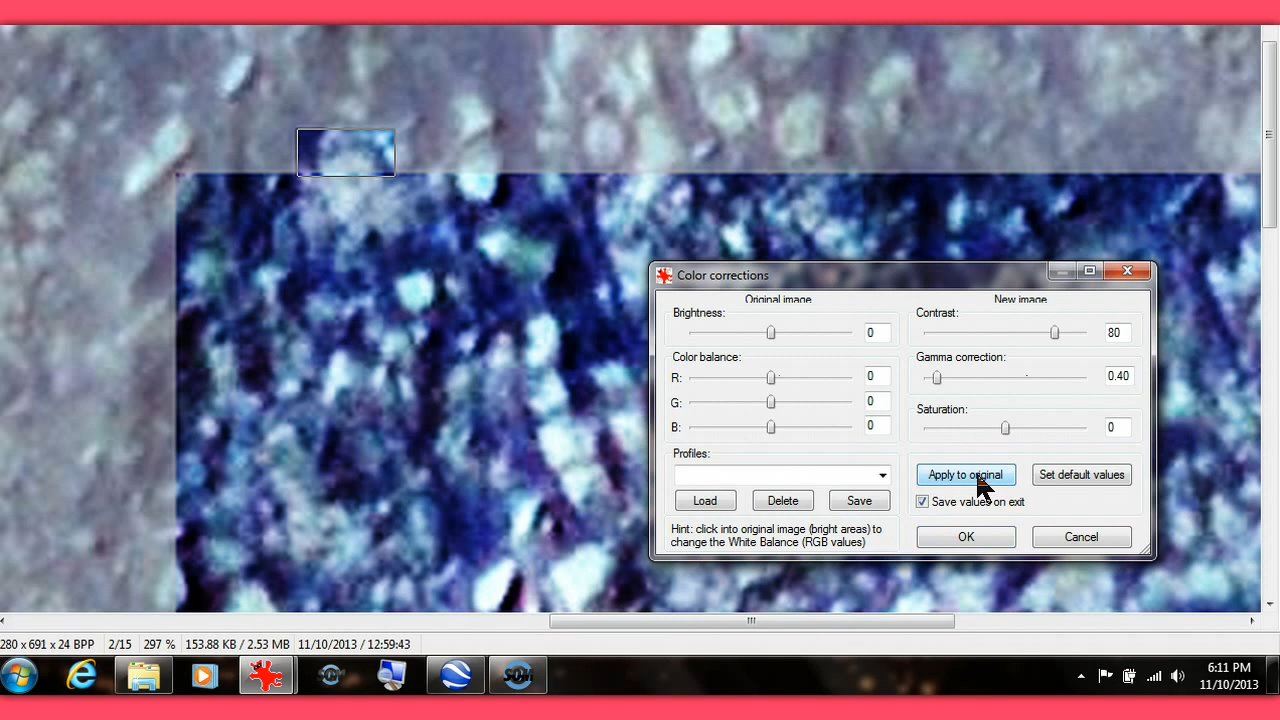 Color corrections
Original image
New image
Brightness:
0
Contrast:
80
Color balance:
R:
0
G:
0
B:
0
Gamma correction:
0.40
Saturation:
0
Profiles:
Load
Delete
Save
Apply to original
Set default values
Save values on exit
Hint: click into original image (bright areas) to
change the White Balance (RGB values)
OK
Cancel
280 x 691 x 24 BPP
2/15
297 %
153.88 KB / 2.53 MB
11/10/2013 / 12:59:43
6:11 PM
11/10/2013